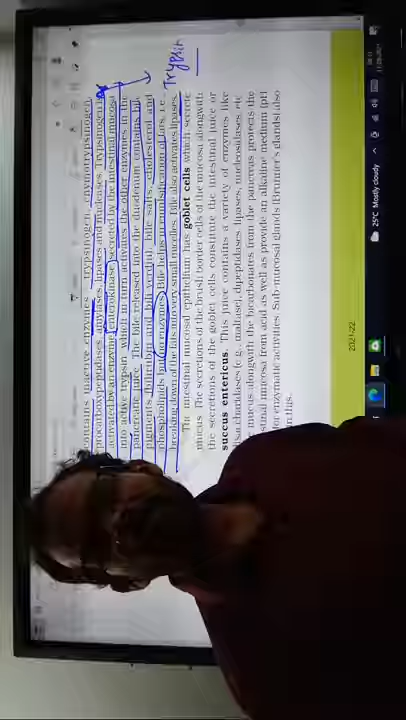 contains inactive enzymes trypsinogen, chymotrypsinogen,
procarboxypeptidases, amylases, lipases and nucleases. Trypsinogen is
activated by an enzyme, enterokinase, secreted by the intestinal mucosa
into active trypsin, which in turn activates the other enzymes in the
pancreatic juice. The bile released into the duodenum contains bile
pigments (bilirubin and bili-verdin), bile salts, cholesterol and
phospholipids but no enzymes. Bile helps in emulsification of fats, i.e.,
breaking down of the fats into very small micelles. Bile also activates lipases.
Trypsin
The intestinal mucosal epithelium has goblet cells which secrete
mucus. The secretions of the brush border cells of the mucosa alongwith
the secretions of the goblet cells constitute the intestinal juice or
succus entericus. This juice contains a variety of enzymes like
disaccharidases (e.g., maltase), dipeptidases, lipases, nucleosidases, etc.
mucus alongwith the bicarbonates from the pancreas protects the
stinal mucosa from acid as well as provide an alkaline medium (pH
for enzymatic activities. Sub-mucosal glands (Brunner's glands) also
in this.
2021-22
25°C Mostly cloudy